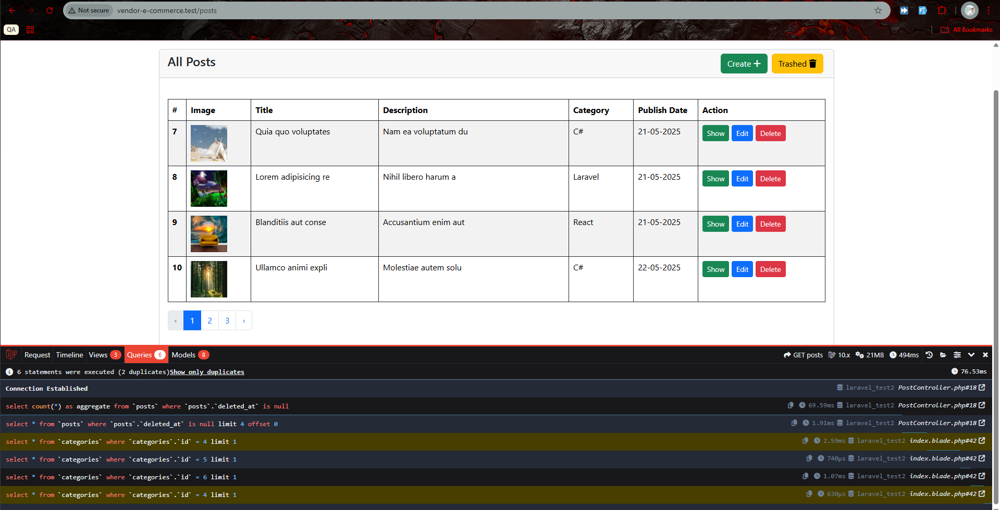 Not secure vendor-e-commerce.test/posts
QA All Bookmarks
All Posts Create + Trashed
# Image Title Description Category Publish Date Action
7 Quia quo voluptates Nam ea voluptatum du C# 21-05-2025 Show Edit Delete
8 Lorem adipisicing re Nihil libero harum a Laravel 21-05-2025 Show Edit Delete
9 Blanditiis aut conse Accusantium enim aut React 21-05-2025 Show Edit Delete
10 Ullamco animi expli Molestiae autem solu C# 22-05-2025 Show Edit Delete
‹ 1 2 3 ›
Request Timeline Views 3 Queries 6 Models 8 GET posts 10.x 21MB 494ms
6 statements were executed (2 duplicates)Show only duplicates 76.53ms
Connection Established laravel_test2 PostController.php#18
select count(*) as aggregate from `posts` where `posts`.`deleted_at` is null 69.59ms laravel_test2 PostController.php#18
select * from `posts` where `posts`.`deleted_at` is null limit 4 offset 0 1.91ms laravel_test2 PostController.php#18
select * from `categories` where `categories`.`id` = 4 limit 1 2.59ms laravel_test2 index.blade.php#42
select * from `categories` where `categories`.`id` = 5 limit 1 740μs laravel_test2 index.blade.php#42
select * from `categories` where `categories`.`id` = 6 limit 1 1.07ms laravel_test2 index.blade.php#42
select * from `categories` where `categories`.`id` = 4 limit 1 630μs laravel_test2 index.blade.php#42